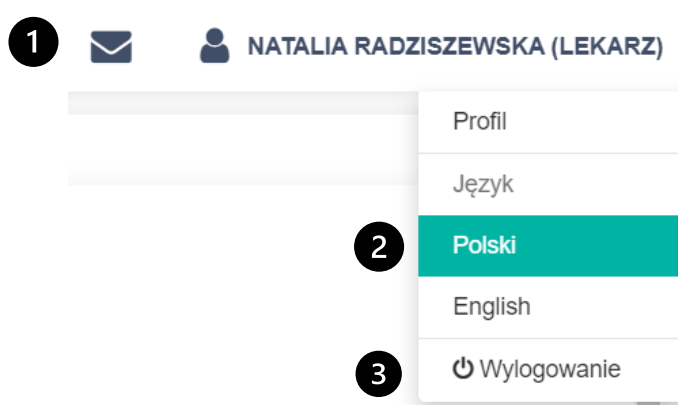 1 NATALIA RADZISZEWSKA (LEKARZ)
Profil
Język
2 Polski
English
3 Wylogowanie